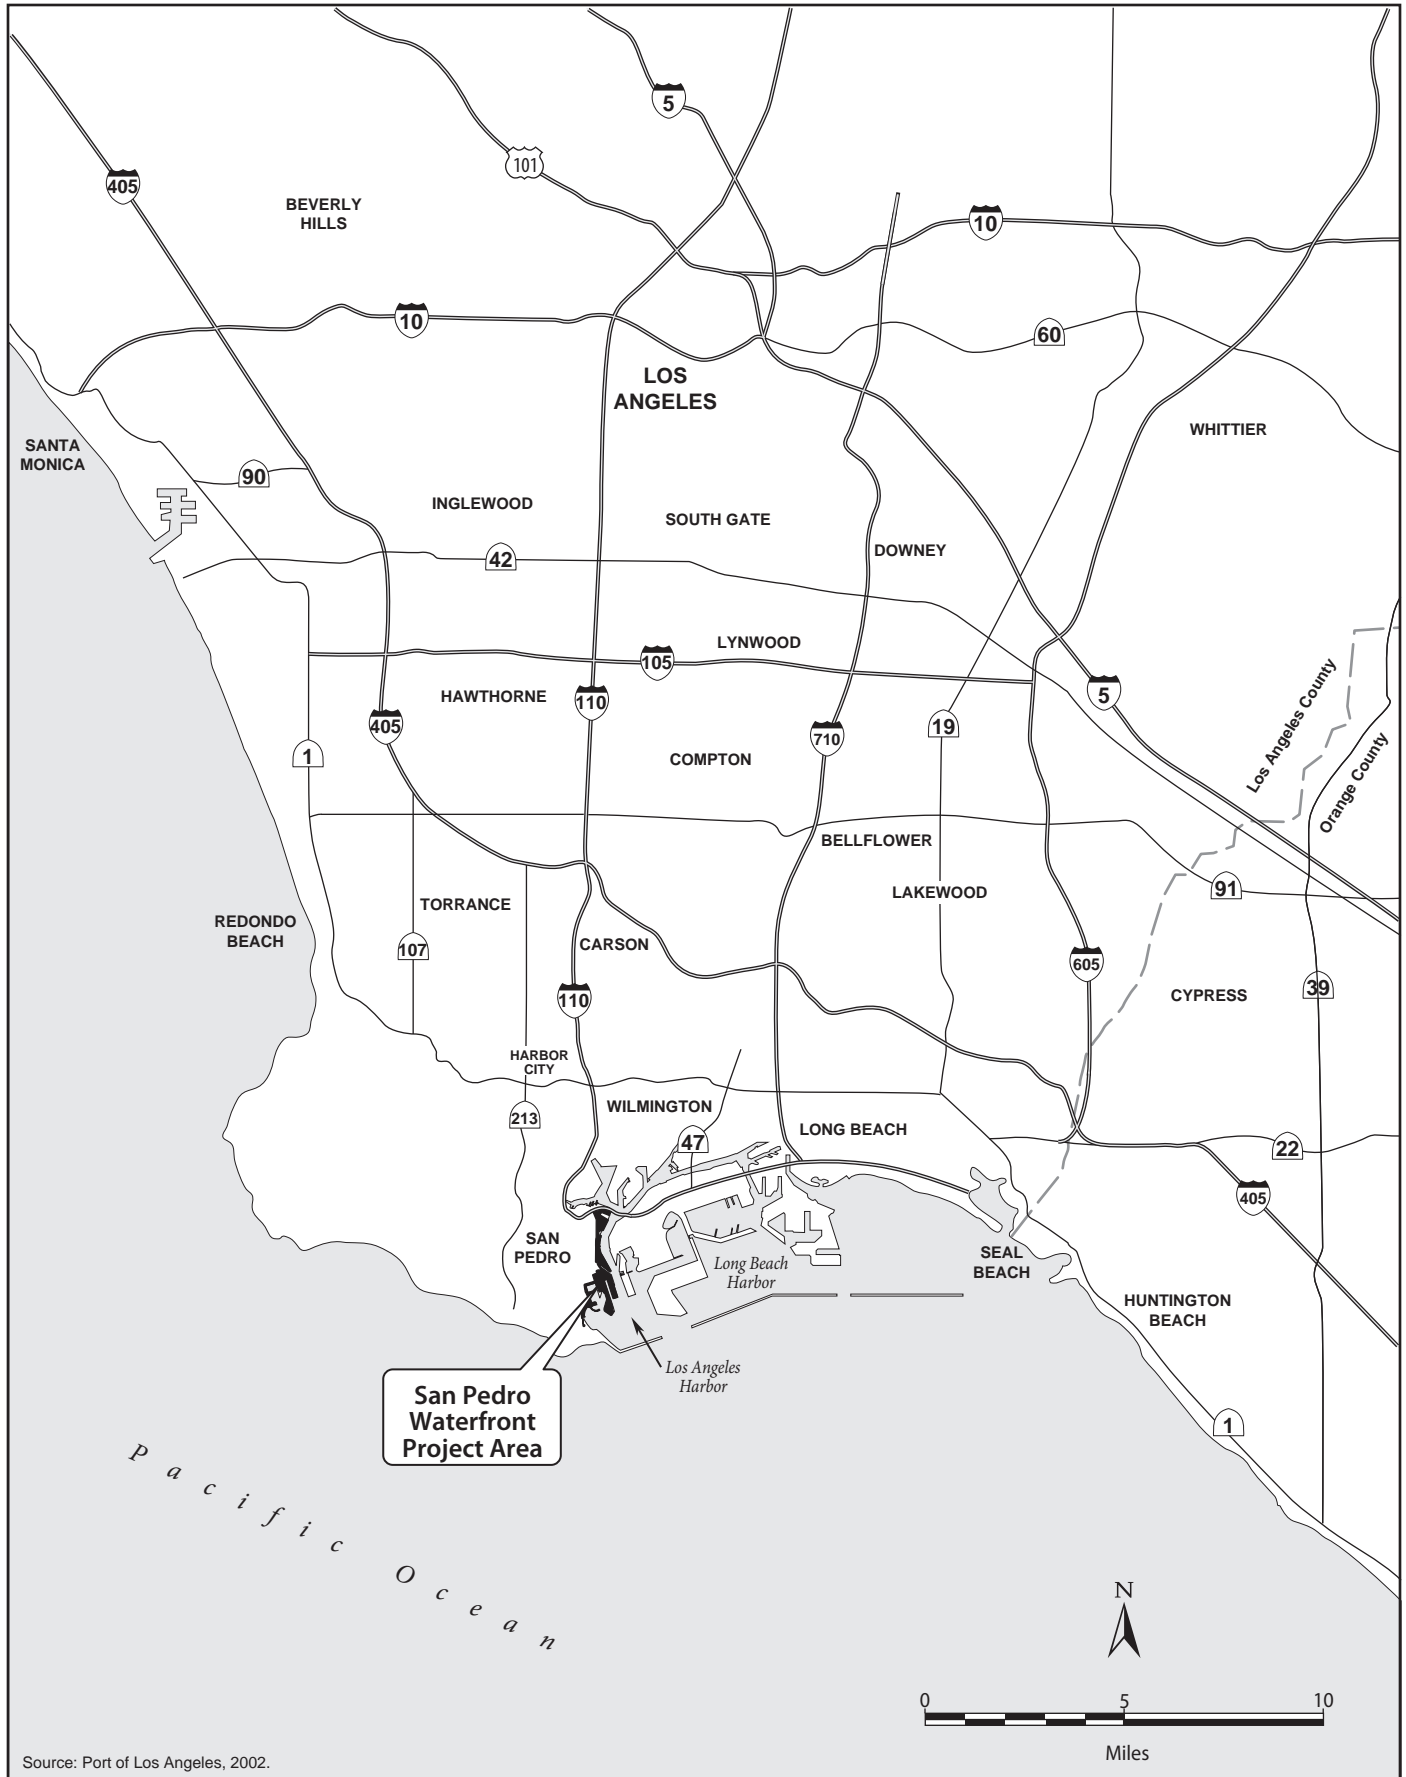 5
101
405
BEVERLY
HILLS
10
10
60
LOS
ANGELES
WHITTIER
SANTA
MONICA
90
INGLEWOOD
SOUTH GATE
DOWNEY
42
LYNWOOD
105
HAWTHORNE
110
5
405
19
710
1
COMPTON
Los Angeles County
Orange County
BELLFLOWER
LAKEWOOD
91
TORRANCE
REDONDO
BEACH
CARSON
107
605
110
CYPRESS
39
HARBOR
CITY
WILMINGTON
213
LONG BEACH
47
22
405
SAN
PEDRO
SEAL
BEACH
Long Beach
Harbor
HUNTINGTON
BEACH
Los Angeles
Harbor
San Pedro
Waterfront
Project Area
1
Pacific Ocean
N
0 5 10
Miles
Source: Port of Los Angeles, 2002.